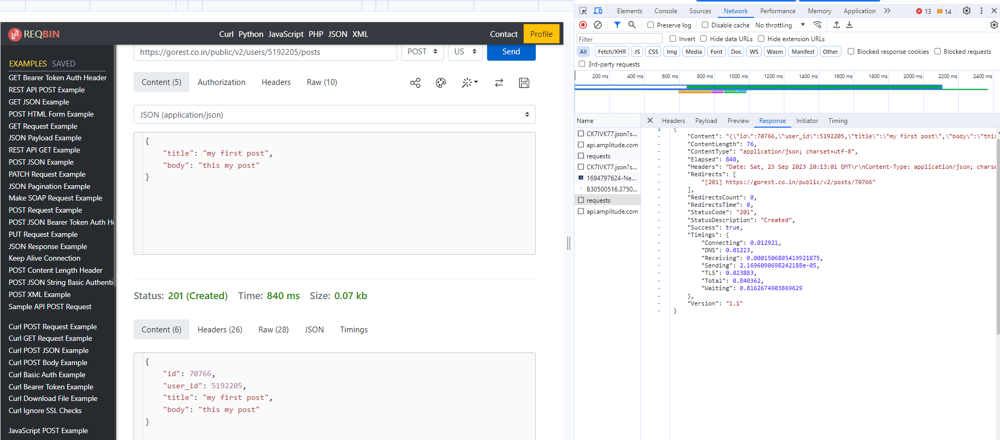 REQBIN
Curl Python JavaScript PHP JSON XML
Contact
Profile
EXAMPLES SAVED
GET Bearer Token Auth Header
REST API POST Example
GET JSON Example
POST HTML Form Example
GET Request Example
JSON Payload Example
REST API GET Example
POST JSON Example
PATCH Request Example
JSON Pagination Example
Make SOAP Request Example
POST Request Example
POST JSON Bearer Token Auth He
PUT Request Example
JSON Response Example
Keep Alive Connection
POST Content Length Header
POST JSON String Basic Authenti
POST XML Example
Sample API POST Request
Curl POST Request Example
Curl GET Request Example
Curl POST JSON Example
Curl POST Body Example
Curl Basic Auth Example
Curl Bearer Token Example
Curl Download File Example
Curl Ignore SSL Checks
JavaScript POST Example
https://gorest.co.in/public/v2/users/5192205/posts
POST
US
Send
Content (5) Authorization Headers Raw (10)
JSON (application/json)
{
"title": "my first post",
"body": "this my post"
}
Status: 201 (Created) Time: 840 ms Size: 0.07 kb
Content (6) Headers (26) Raw (28) JSON Timings
{
"id": 70766,
"user_id": 5192205,
"title": "my first post",
"body": "this my post"
}
Elements Console Sources Network Performance Memory Application 13 14
Preserve log Disable cache No throttling
Filter Invert Hide data URLs Hide extension URLs
All Fetch/XHR JS CSS Img Media Font Doc WS Wasm Manifest Other Blocked response cookies Blocked requests
3rd-party requests
200 ms 400 ms 600 ms 800 ms 1000 ms 1200 ms 1400 ms 1600 ms 1800 ms 2000 ms 2200 ms 2400 ms
Name
CK7IVK77.json?s...
api.amplitude.com
requests
CK7IVK77.json?s...
1694797624-Ne...
B30500516.3750...
requests
api.amplitude.com
Headers Payload Preview Response Initiator Timing
1 {
- "Content": "{\"id\":70766,\"user_id\":5192205,\"title\":\"my first post\",\"body\":\"this
- "ContentLength": 76,
- "ContentType": "application/json; charset=utf-8",
- "Elapsed": 840,
- "Headers": "Date: Sat, 23 Sep 2023 20:13:01 GMT\r\nContent-Type: application/json; charse
- "Redirects": [
- "[201] https://gorest.co.in/public/v2/posts/70766"
- ],
- "RedirectsCount": 0,
- "RedirectsTime": 0,
- "StatusCode": "201",
- "StatusDescription": "Created",
- "Success": true,
- "Timings": {
- "Connecting": 0.012921,
- "DNS": 0.01223,
- "Receiving": 0.0001506805419921875,
- "Sending": 2.1696090698242188e-05,
- "TLS": 0.023883,
- "Total": 0.840362,
- "Waiting": 0.8162674903869629
- },
- "Version": "1.1"
- }